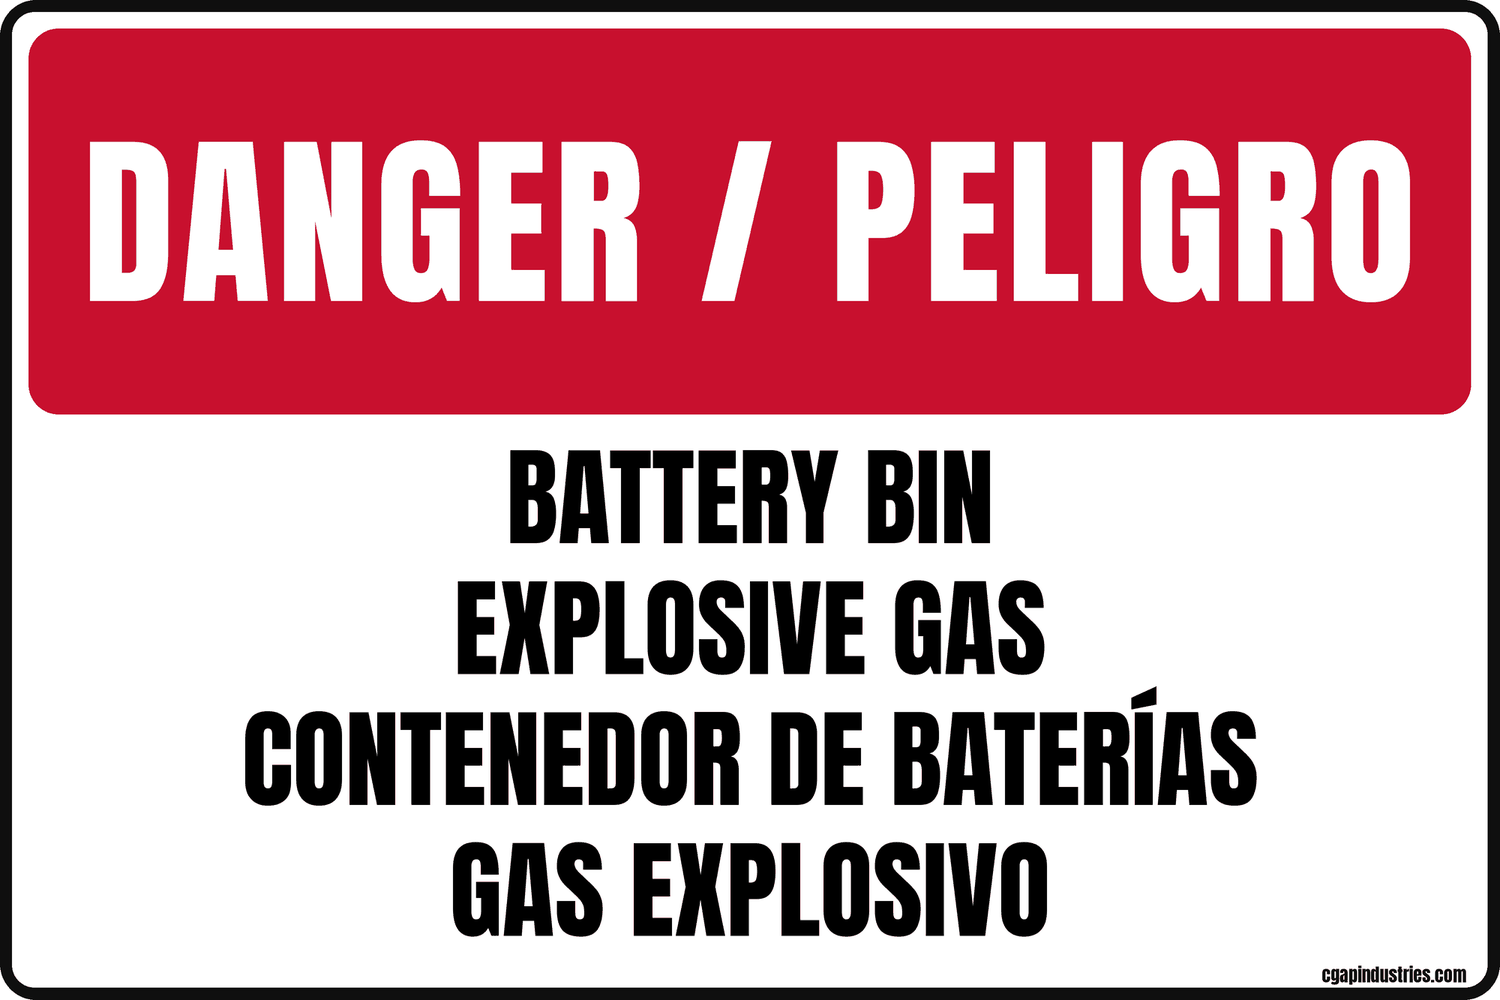 DANGER / PELIGRO
BATTERY BIN
EXPLOSIVE GAS
CONTENEDOR DE BATERÍAS
GAS EXPLOSIVO
cgapindustries.com